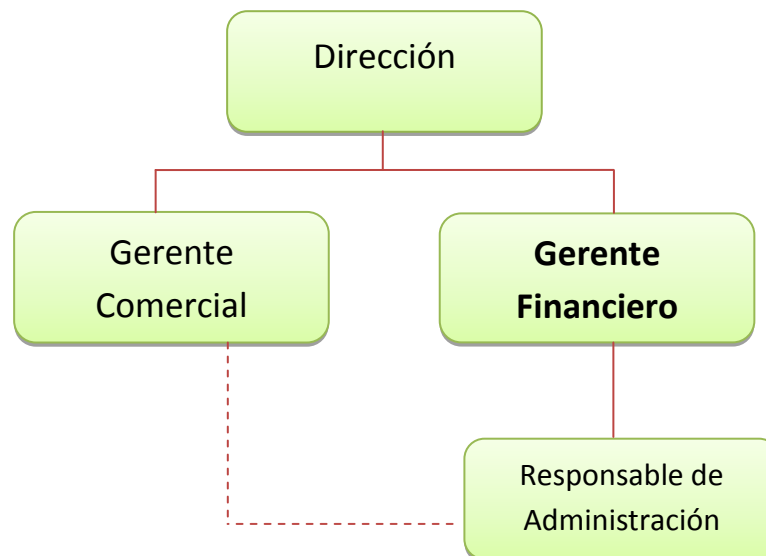 Dirección
Gerente
Comercial
Gerente
Financiero
Responsable de
Administración